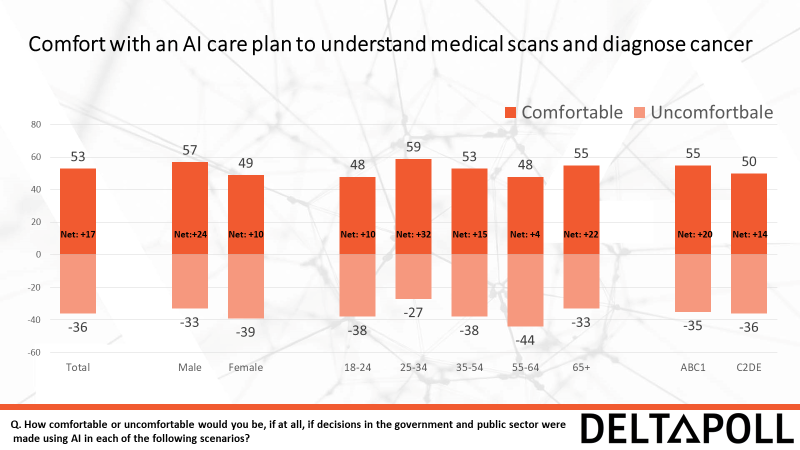 Comfort with an AI care plan to understand medical scans and diagnose cancer
Comfortable Uncomfortbale
80
60
40
20
0
-20
-40
-60
53 57 49 48 59 53 48 55 55 50
Net: +17 Net:+24 Net: +10 Net: +10 Net: +32 Net: +15 Net: +4 Net: +22 Net: +20 Net: +14
-36 -33 -39 -38 -27 -38 -44 -33 -35 -36
Total Male Female 18-24 25-34 35-54 55-64 65+ ABC1 C2DE
Q. How comfortable or uncomfortable would you be, if at all, if decisions in the government and public sector were
made using AI in each of the following scenarios?
DELTAPOLL